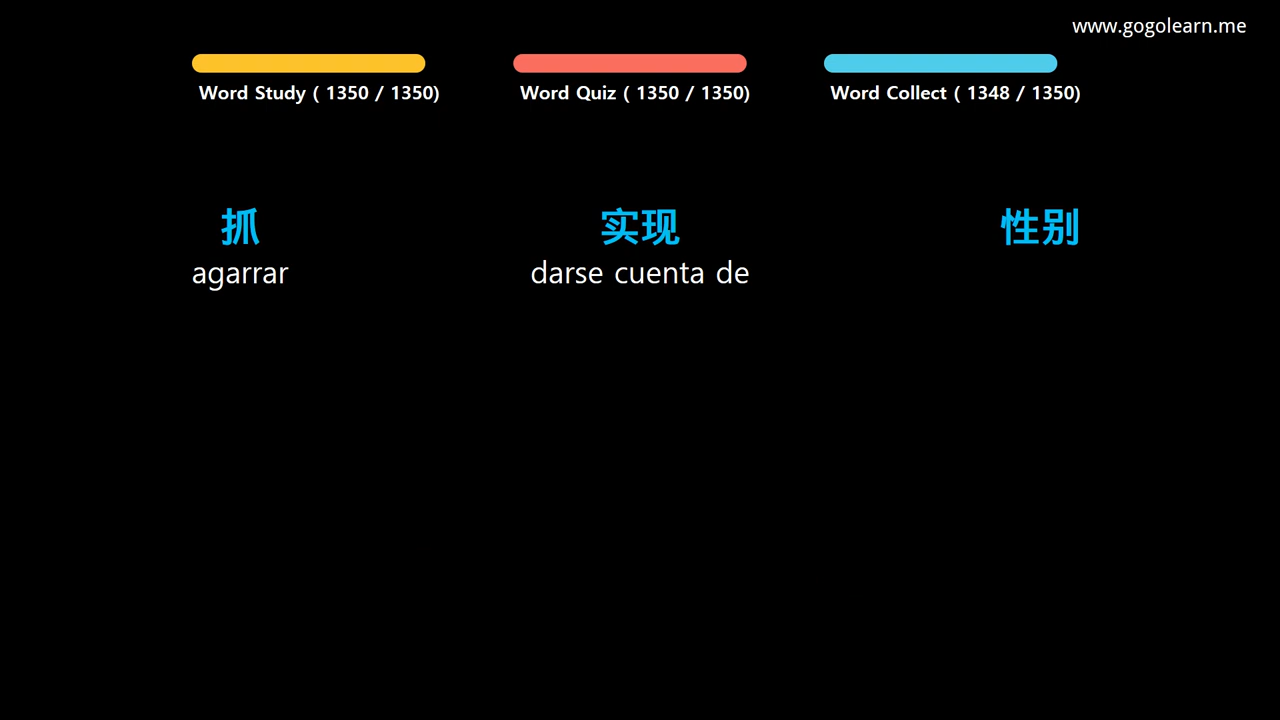 www.gogolearn.me
Word Study ( 1350 / 1350)
Word Quiz ( 1350 / 1350)
Word Collect ( 1348 / 1350)
抓
agarrar
实现
darse cuenta de
性别